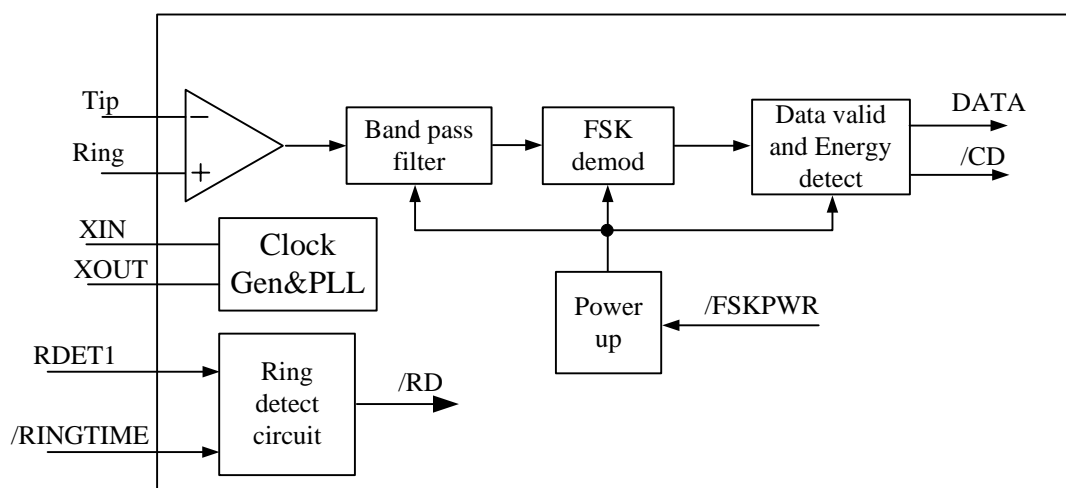 Tip
−
Ring
+
Band pass
filter
FSK
demod
Data valid
and Energy
detect
DATA
/CD
XIN
XOUT
Clock
Gen&PLL
Power
up
/FSKPWR
RDET1
/RINGTIME
Ring
detect
circuit
/RD